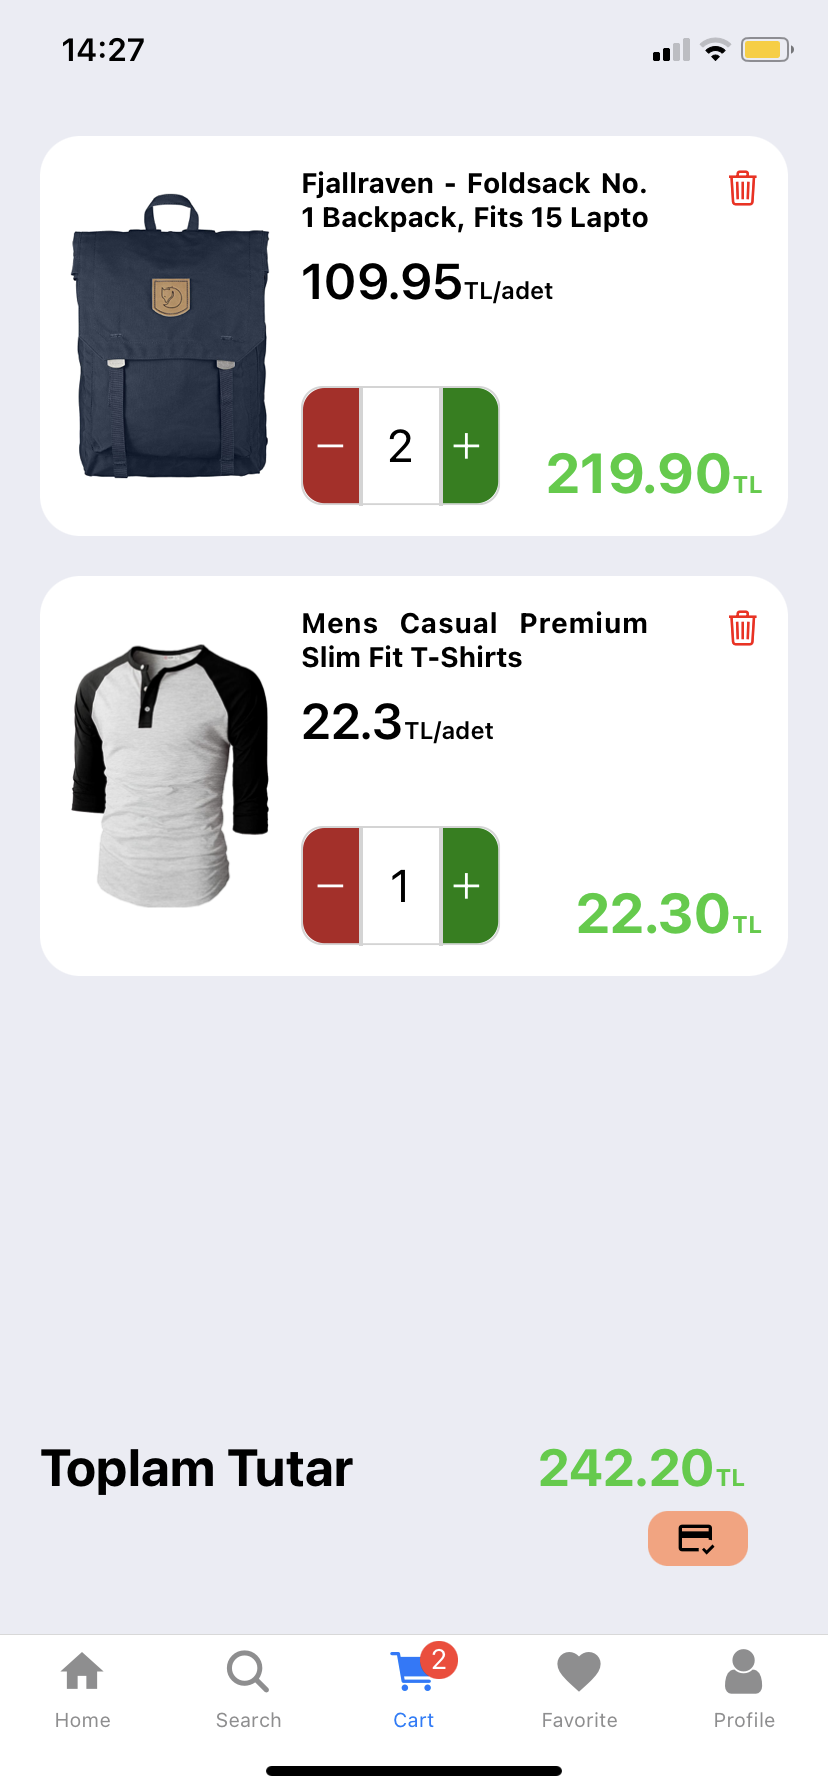 14:27
Fjallraven - Foldsack No.
1 Backpack, Fits 15 Lapto
109.95TL/adet
2
219.90TL
Mens Casual Premium
Slim Fit T-Shirts
22.3TL/adet
1
22.30TL
Toplam Tutar
242.20TL
2
Home
Search
Cart
Favorite
Profile